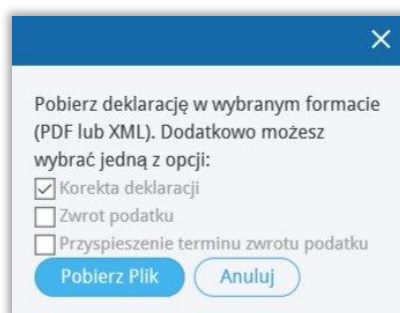 Pobierz deklarację w wybranym formacie
(PDF lub XML). Dodatkowo możesz
wybrać jedną z opcji:
Korekta deklaracji
Zwrot podatku
Przyspieszenie terminu zwrotu podatku
Pobierz Plik Anuluj